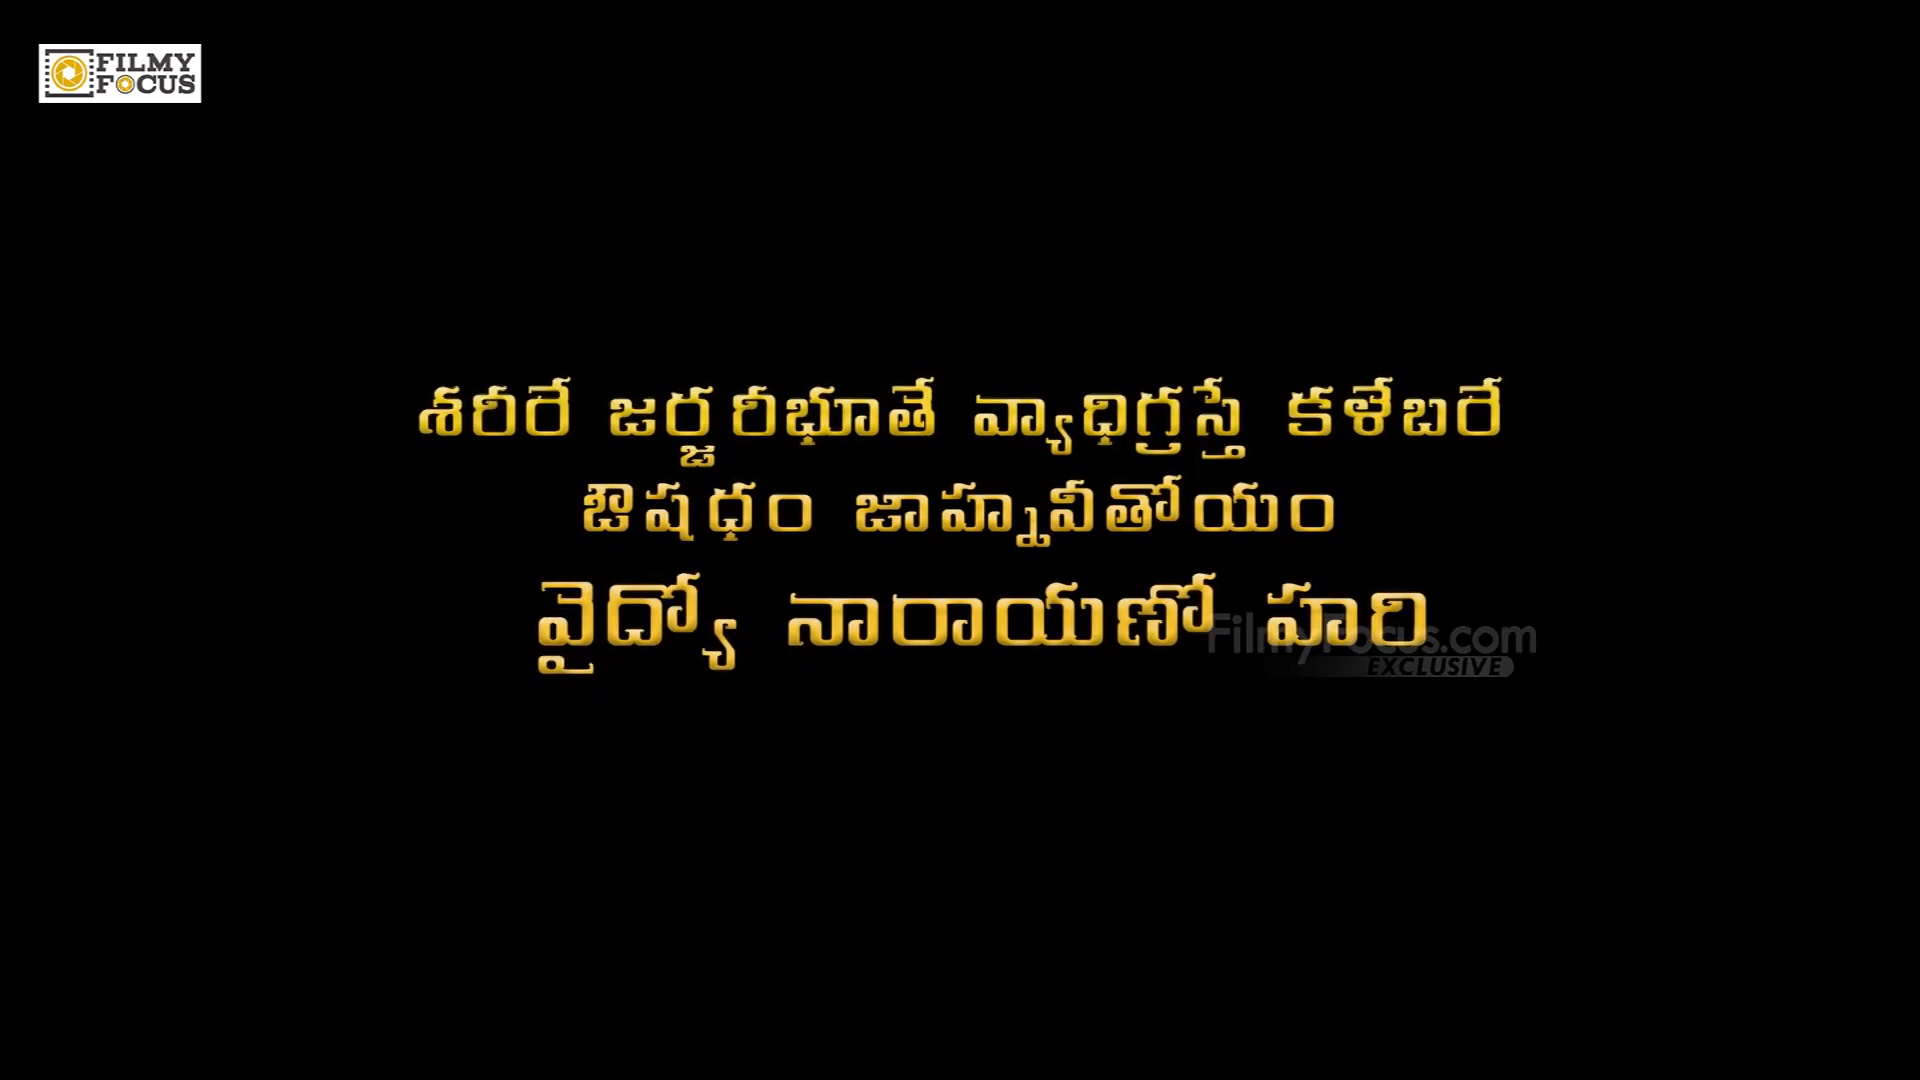 FILMY
FOCUS
శరీరే జర్జరీభూతే వ్యాధిగ్రస్తే కళేబరే
ఔషధం జాహ్నవీతోయం
వైద్యో నారాయణో హరి
FilmyFocus.com
EXCLUSIVE